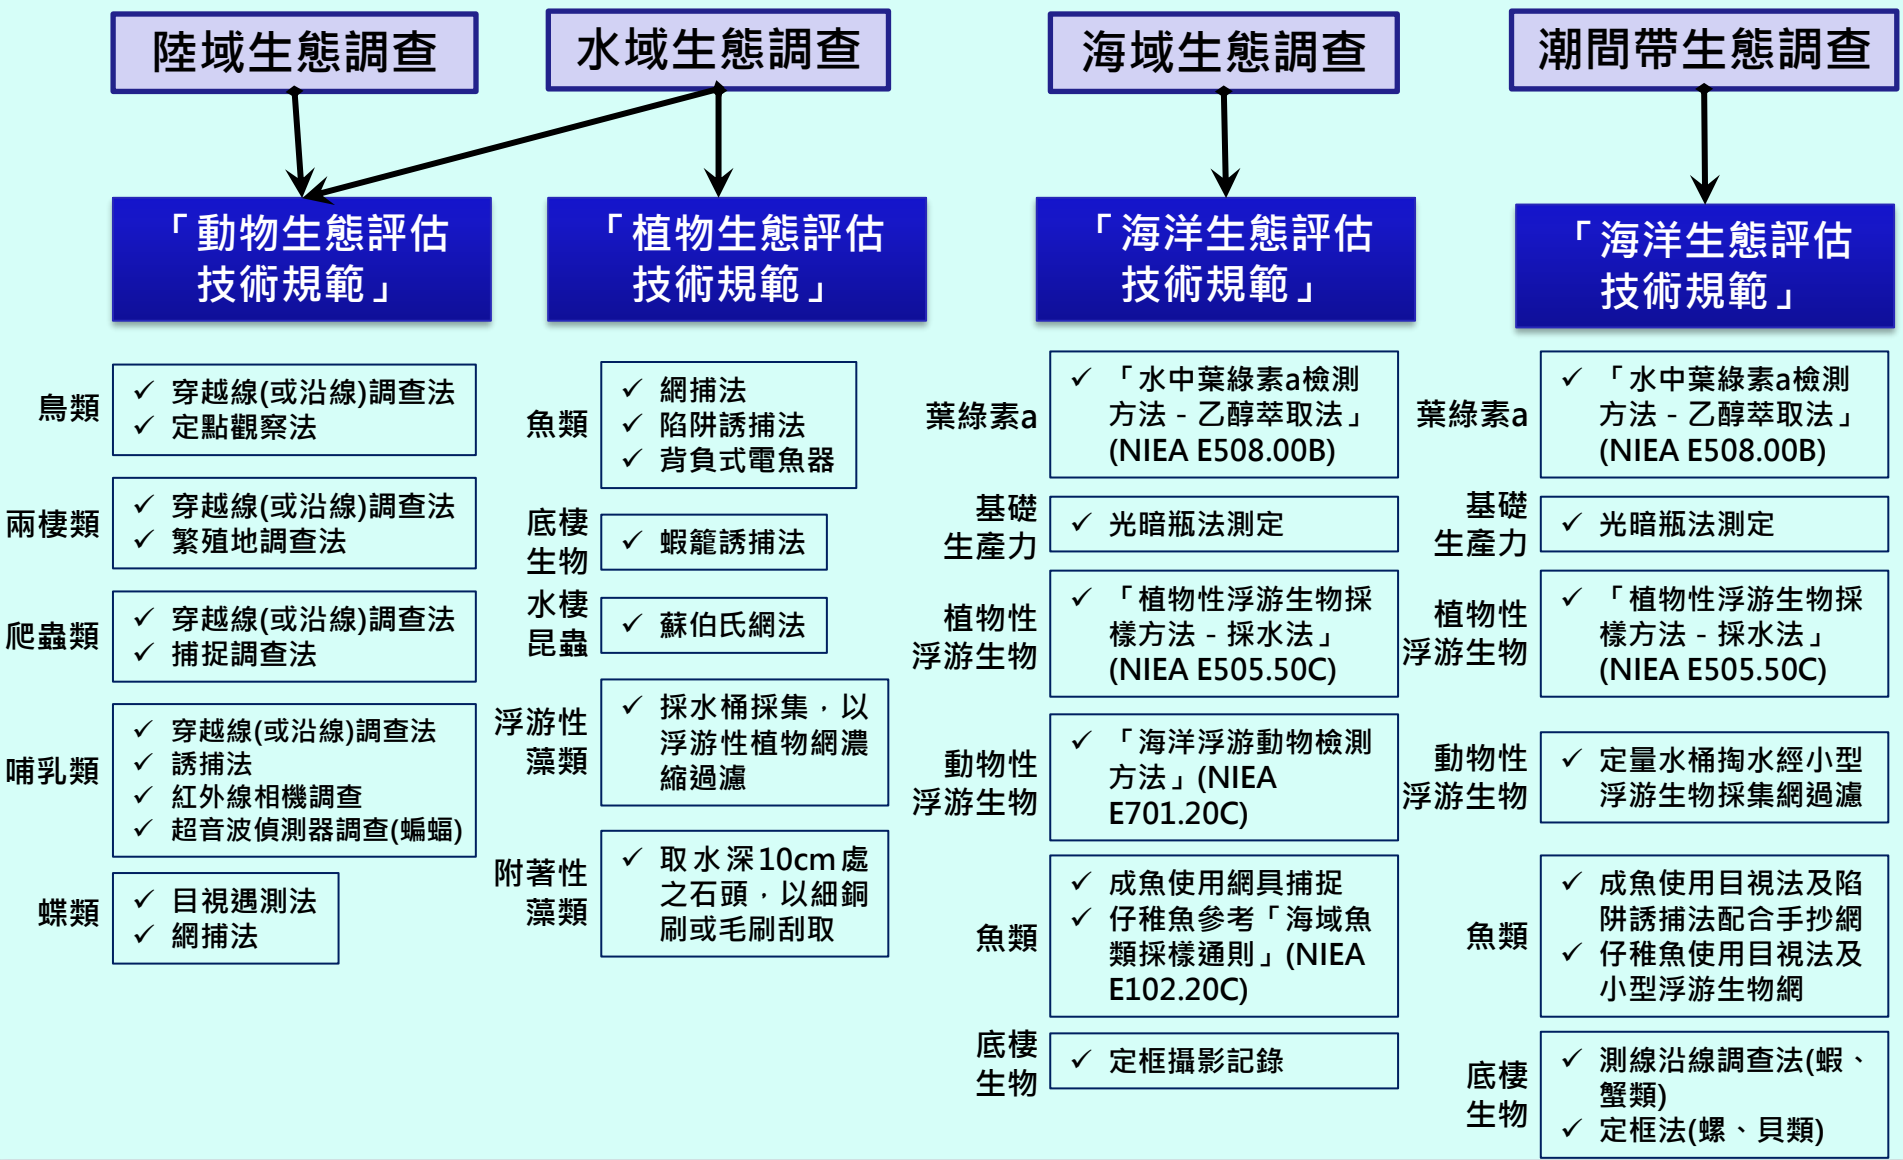 陸域生態調查
水域生態調查
海域生態調查
潮間帶生態調查
「動物生態評估
技術規範」
「植物生態評估
技術規範」
「海洋生態評估
技術規範」
「海洋生態評估
技術規範」
鳥類
✓ 穿越線(或沿線)調查法
✓ 定點觀察法
兩棲類
✓ 穿越線(或沿線)調查法
✓ 繁殖地調查法
爬蟲類
✓ 穿越線(或沿線)調查法
✓ 捕捉調查法
哺乳類
✓ 穿越線(或沿線)調查法
✓ 誘捕法
✓ 紅外線相機調查
✓ 超音波偵測器調查(蝙蝠)
蝶類
✓ 目視遇測法
✓ 網捕法
魚類
✓ 網捕法
✓ 陷阱誘捕法
✓ 背負式電魚器
底棲
生物
✓ 蝦籠誘捕法
水棲
昆蟲
✓ 蘇伯氏網法
浮游性
藻類
✓ 採水桶採集，以
浮游性植物網濃
縮過濾
附著性
藻類
✓ 取水深10cm處
之石頭，以細銅
刷或毛刷刮取
葉綠素a
✓ 「水中葉綠素a檢測
方法－乙醇萃取法」
(NIEA E508.00B)
基礎
生產力
✓ 光暗瓶法測定
植物性
浮游生物
✓ 「植物性浮游生物採
樣方法－採水法」
(NIEA E505.50C)
動物性
浮游生物
✓ 「海洋浮游動物檢測
方法」(NIEA
E701.20C)
魚類
✓ 成魚使用網具捕捉
✓ 仔稚魚參考「海域魚
類採樣通則」(NIEA
E102.20C)
底棲
生物
✓ 定框攝影記錄
葉綠素a
✓ 「水中葉綠素a檢測
方法－乙醇萃取法」
(NIEA E508.00B)
基礎
生產力
✓ 光暗瓶法測定
植物性
浮游生物
✓ 「植物性浮游生物採
樣方法－採水法」
(NIEA E505.50C)
動物性
浮游生物
✓ 定量水桶掏水經小型
浮游生物採集網過濾
魚類
✓ 成魚使用目視法及陷
阱誘捕法配合手抄網
✓ 仔稚魚使用目視法及
小型浮游生物網
底棲
生物
✓ 測線沿線調查法(蝦、
蟹類)
✓ 定框法(螺、貝類)